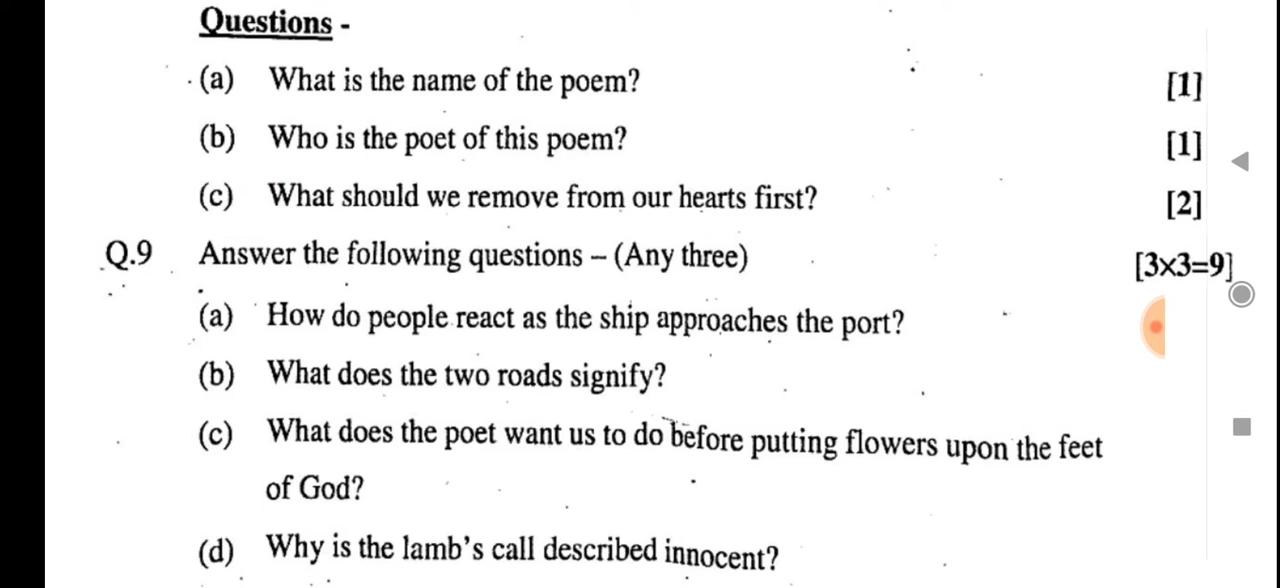 Questions -
(a) What is the name of the poem? [1]
(b) Who is the poet of this poem? [1]
(c) What should we remove from our hearts first? [2]
Q.9 Answer the following questions – (Any three) [3×3=9]
(a) How do people react as the ship approaches the port?
(b) What does the two roads signify?
(c) What does the poet want us to do before putting flowers upon the feet
of God?
(d) Why is the lamb's call described innocent?